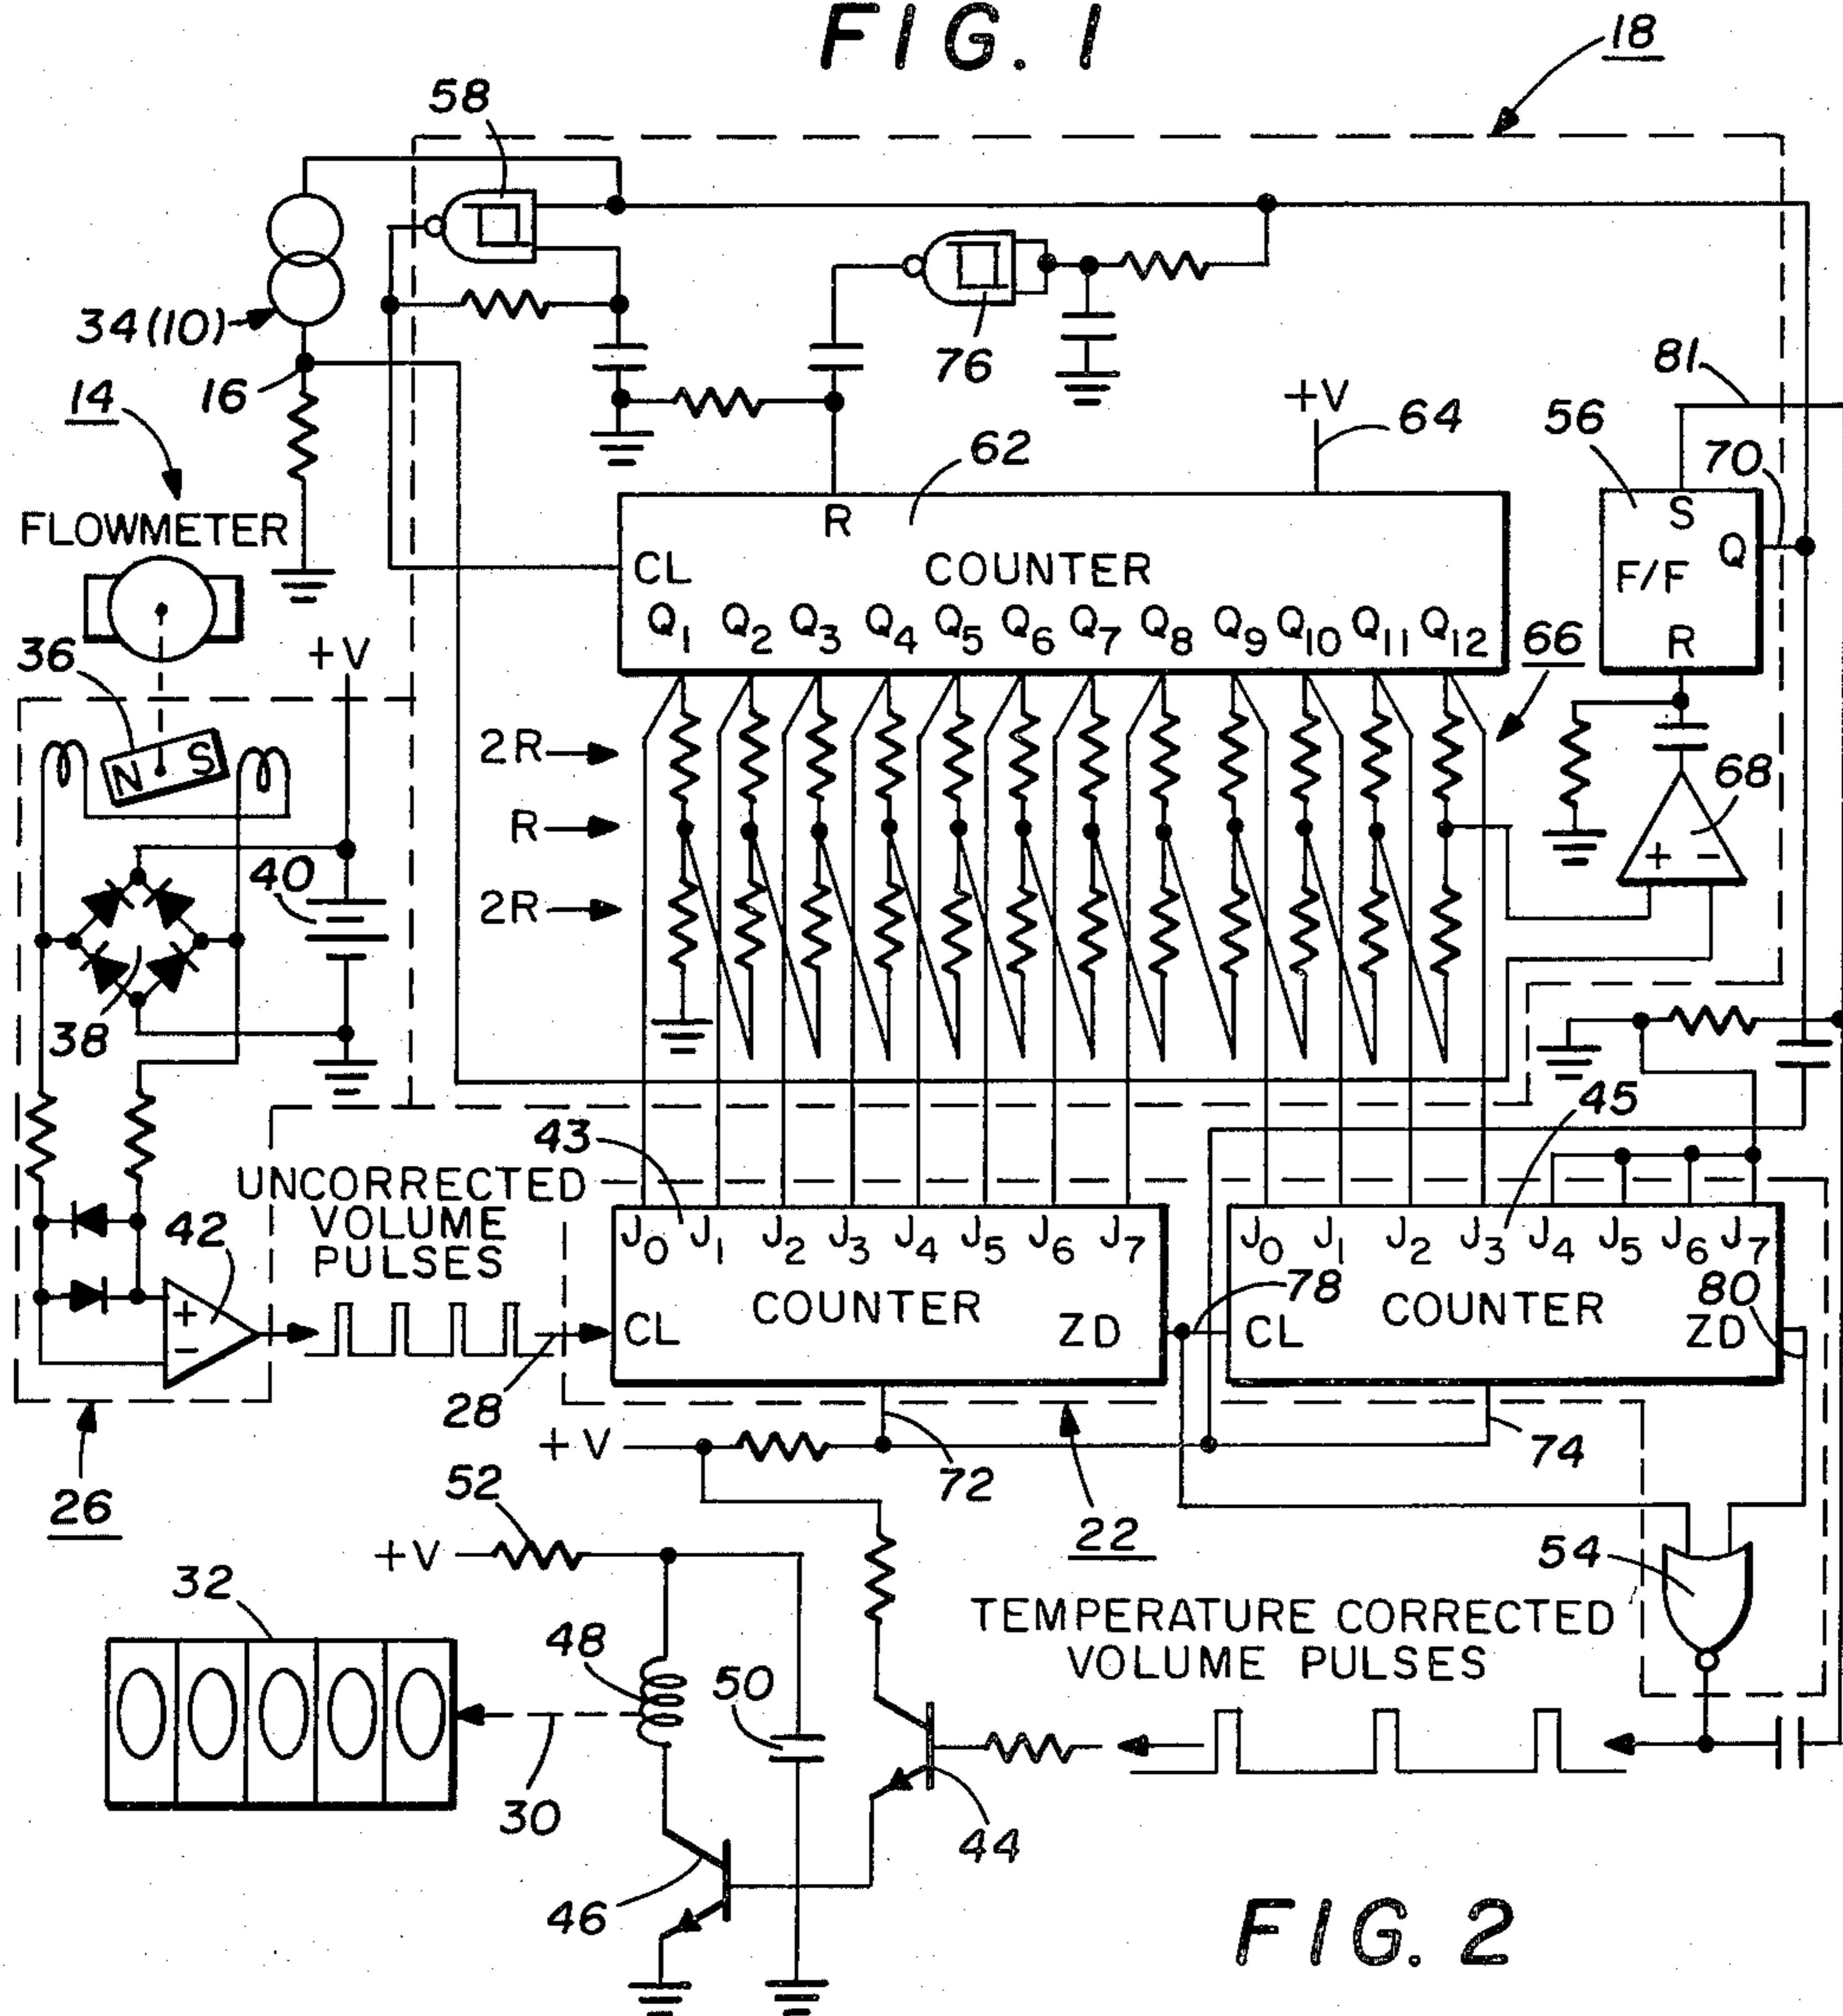 FIG. 1
18
58
34(10)
76
16
81
14
+V
64
56
70
62
FLOWMETER
R
S
Q
CL
COUNTER
F/F
Q1 Q2 Q3 Q4 Q5 Q6 Q7 Q8 Q9 Q10 Q11 Q12
R
66
36
+V
N S
2R
68
R
40
+ -
2R
38
45
43
UNCORRECTED
VOLUME
PULSES
42
J0 J1 J2 J3 J4 J5 J6 J7
J0 J1 J2 J3 J4 J5 J6 J7
+
-
CL
COUNTER
ZD
78
CL
COUNTER
80
ZD
28
+V
72
74
26
52
22
+V
54
32
TEMPERATURE CORRECTED
VOLUME PULSES
48
50
30
44
46
FIG. 2